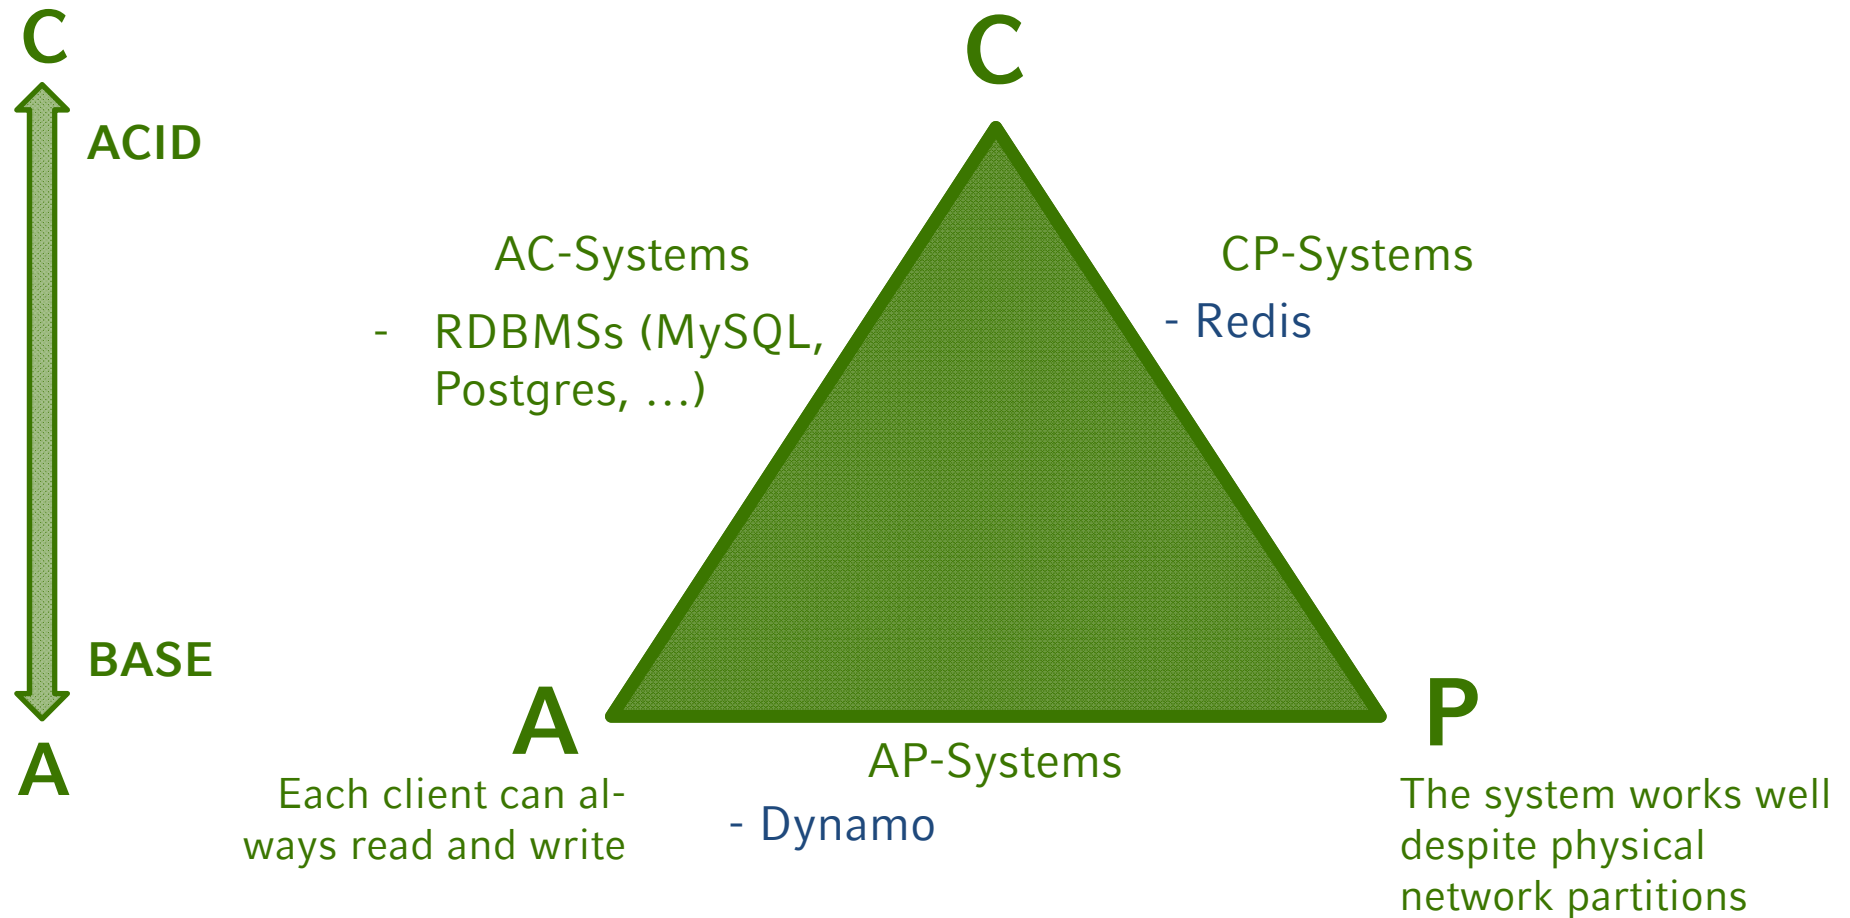 C
ACID
BASE
A
C
AC-Systems
- RDBMSs (MySQL,
Postgres, …)
CP-Systems
- Redis
A
Each client can al-
ways read and write
AP-Systems
- Dynamo
P
The system works well
despite physical
network partitions